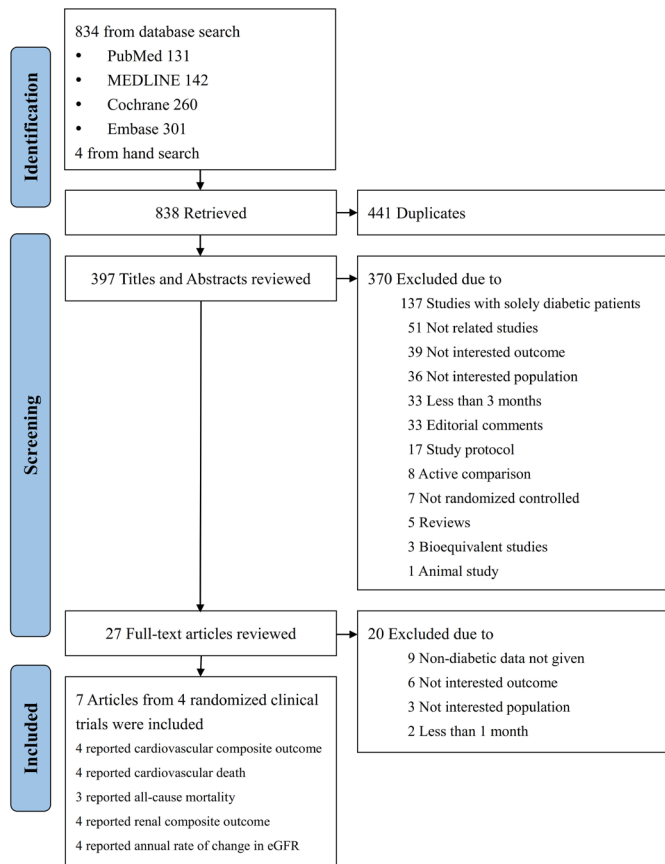 Identification
834 from database search
• PubMed 131
• MEDLINE 142
• Cochrane 260
• Embase 301
4 from hand search
838 Retrieved
441 Duplicates
Screening
397 Titles and Abstracts reviewed
370 Excluded due to
137 Studies with solely diabetic patients
51 Not related studies
39 Not interested outcome
36 Not interested population
33 Less than 3 months
33 Editorial comments
17 Study protocol
8 Active comparison
7 Not randomized controlled
5 Reviews
3 Bioequivalent studies
1 Animal study
27 Full-text articles reviewed
20 Excluded due to
9 Non-diabetic data not given
6 Not interested outcome
3 Not interested population
2 Less than 1 month
Included
7 Articles from 4 randomized clinical
trials were included
4 reported cardiovascular composite outcome
4 reported cardiovascular death
3 reported all-cause mortality
4 reported renal composite outcome
4 reported annual rate of change in eGFR